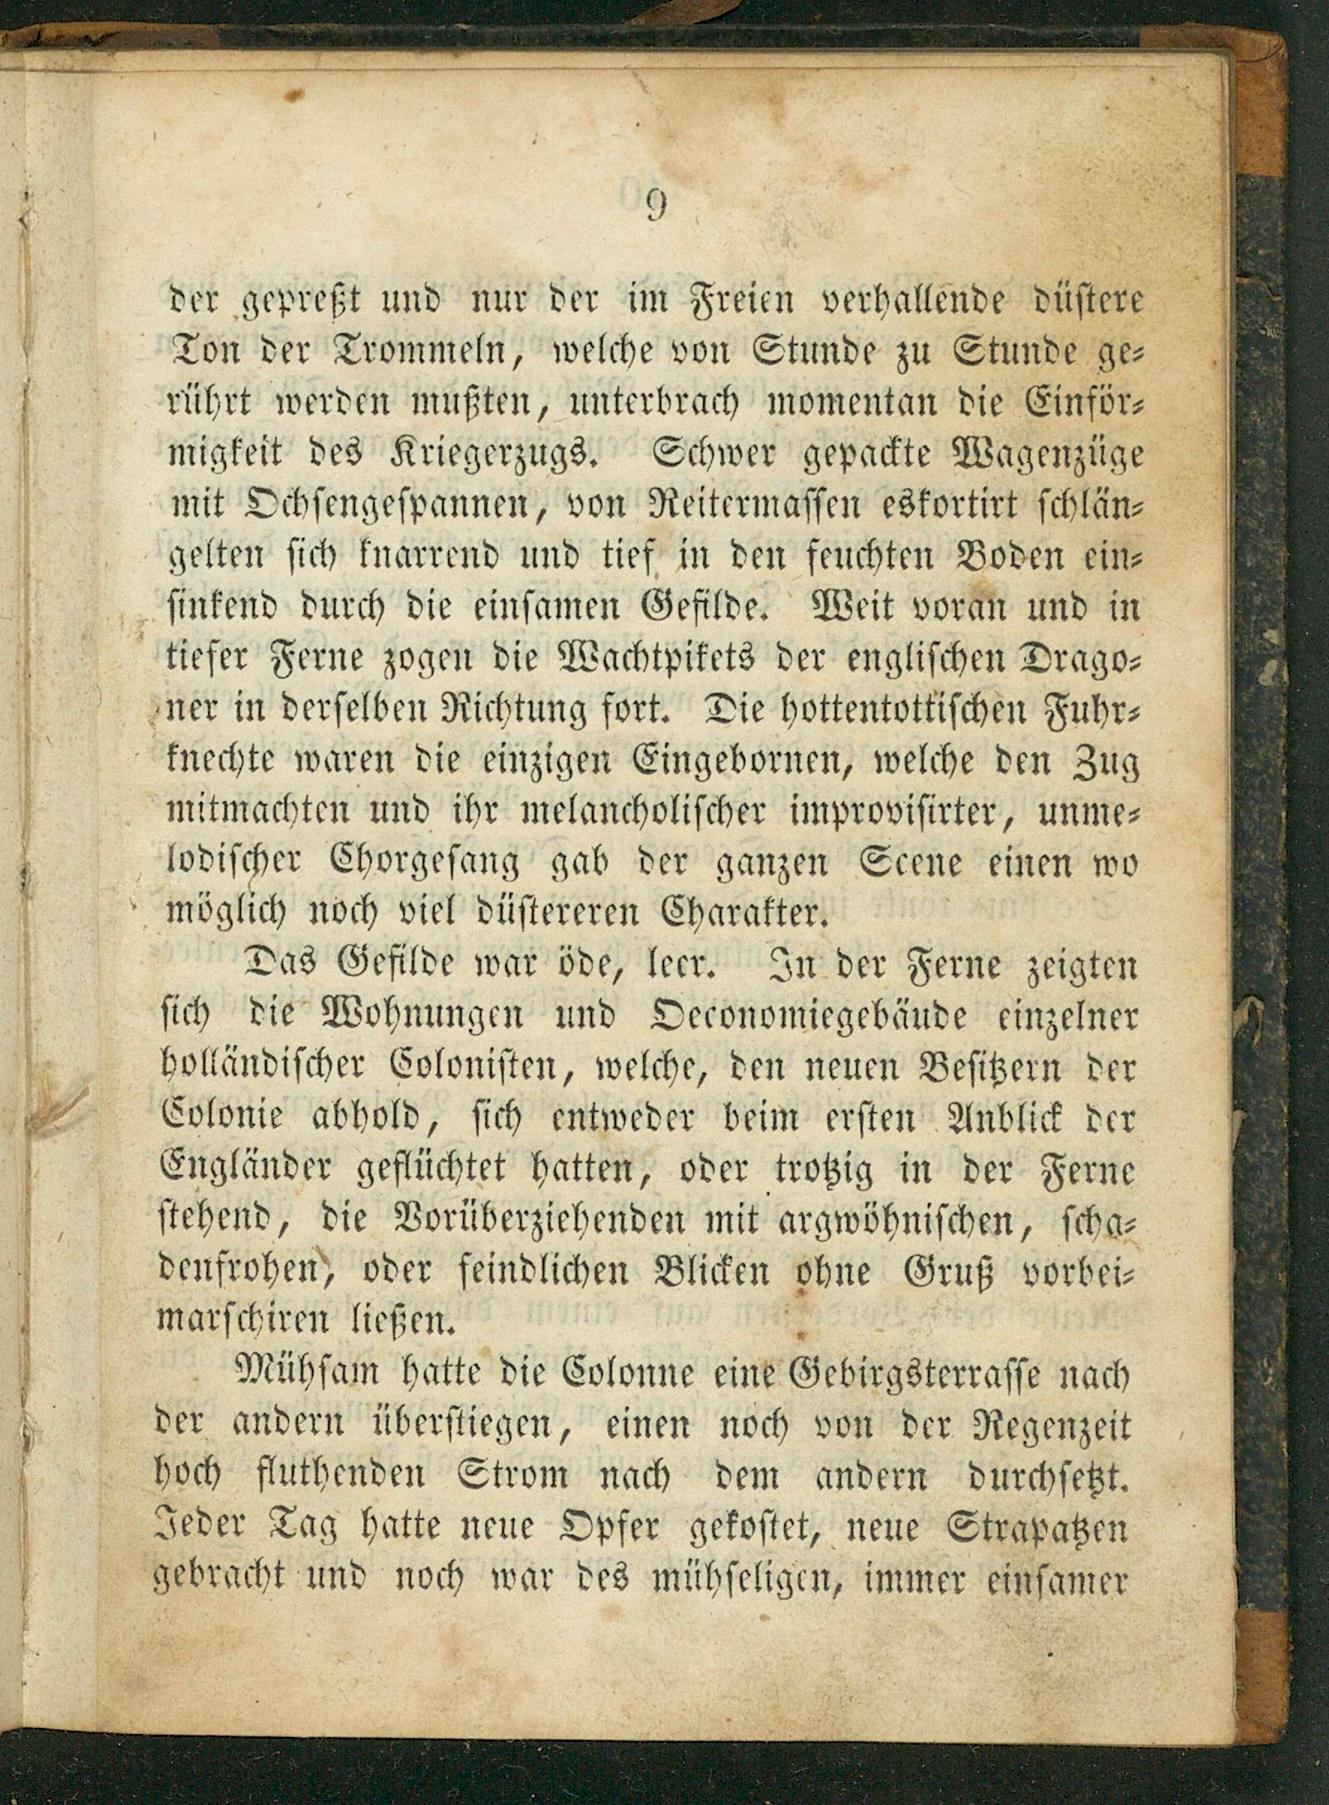 9
der gepreßt und nur der im Freien verhallende düstere
Ton der Trommeln, welche von Stunde zu Stunde ge-
rührt werden mußten, unterbrach momentan die Einför-
migkeit des Kriegerzugs. Schwer gepackte Wagenzüge
mit Ochsengespannen, von Reitermassen eskortirt schlän-
gelten sich knarrend und tief in den feuchten Boden ein-
sinkend durch die einsamen Gefilde. Weit voran und in
tiefer Ferne zogen die Wachtpikets der englischen Drago-
ner in derselben Richtung fort. Die hottentottischen Fuhr-
knechte waren die einzigen Eingebornen, welche den Zug
mitmachten und ihr melancholischer improvisirter, unme-
lodischer Chorgesang gab der ganzen Scene einen wo
möglich noch viel düstereren Charakter.
Das Gefilde war öde, leer. In der Ferne zeigten
sich die Wohnungen und Oeconomiegebäude einzelner
holländischer Colonisten, welche, den neuen Besitzern der
Colonie abhold, sich entweder beim ersten Anblick der
Engländer geflüchtet hatten, oder trotzig in der Ferne
stehend, die Vorüberziehenden mit argwöhnischen, scha-
denfrohen, oder feindlichen Blicken ohne Gruß vorbei-
marschiren ließen.
Mühsam hatte die Colonne eine Gebirgsterrasse nach
der andern überstiegen, einen noch von der Regenzeit
hoch fluthenden Strom nach dem andern durchsetzt.
Jeder Tag hatte neue Opfer gekostet, neue Strapatzen
gebracht und noch war des mühseligen, immer einsamer